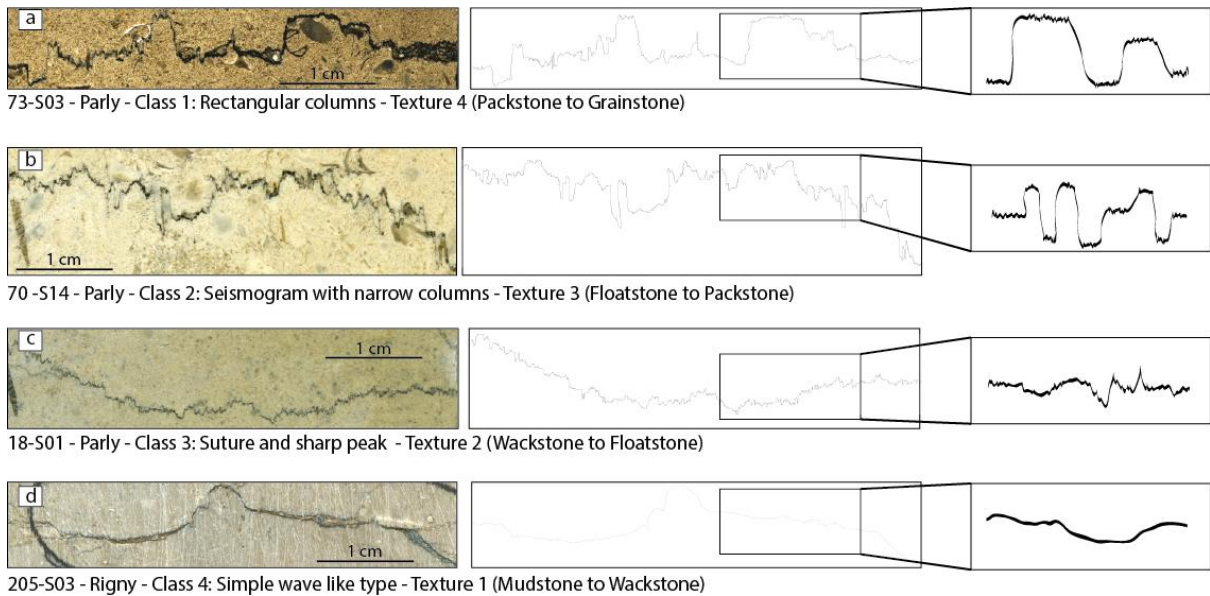 a
1 cm
73-S03 - Parly - Class 1: Rectangular columns - Texture 4 (Packstone to Grainstone)
b
1 cm
70 -S14 - Parly - Class 2: Seismogram with narrow columns - Texture 3 (Floatstone to Packstone)
c
1 cm
18-S01 - Parly - Class 3: Suture and sharp peak  - Texture 2 (Wackstone to Floatstone)
d
1 cm
205-S03 - Rigny - Class 4: Simple wave like type - Texture 1 (Mudstone to Wackstone)